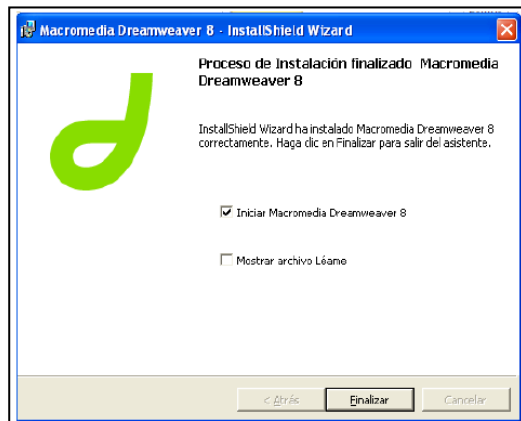 Macromedia Dreamweaver 8 - InstallShield Wizard
Proceso de Instalación finalizado Macromedia
Dreamweaver 8
InstallShield Wizard ha instalado Macromedia Dreamweaver 8
correctamente. Haga clic en Finalizar para salir del asistente.
Iniciar Macromedia Dreamweaver 8
Mostrar archivo Léame
< Atrás
Finalizar
Cancelar